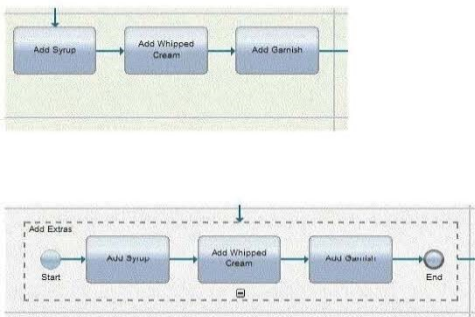 Add Syrup
Add Whipped
Cream
Add Garnish
Add Extras
Start
Add Syrup
Add Whipped
Cream
Add Garnish
End